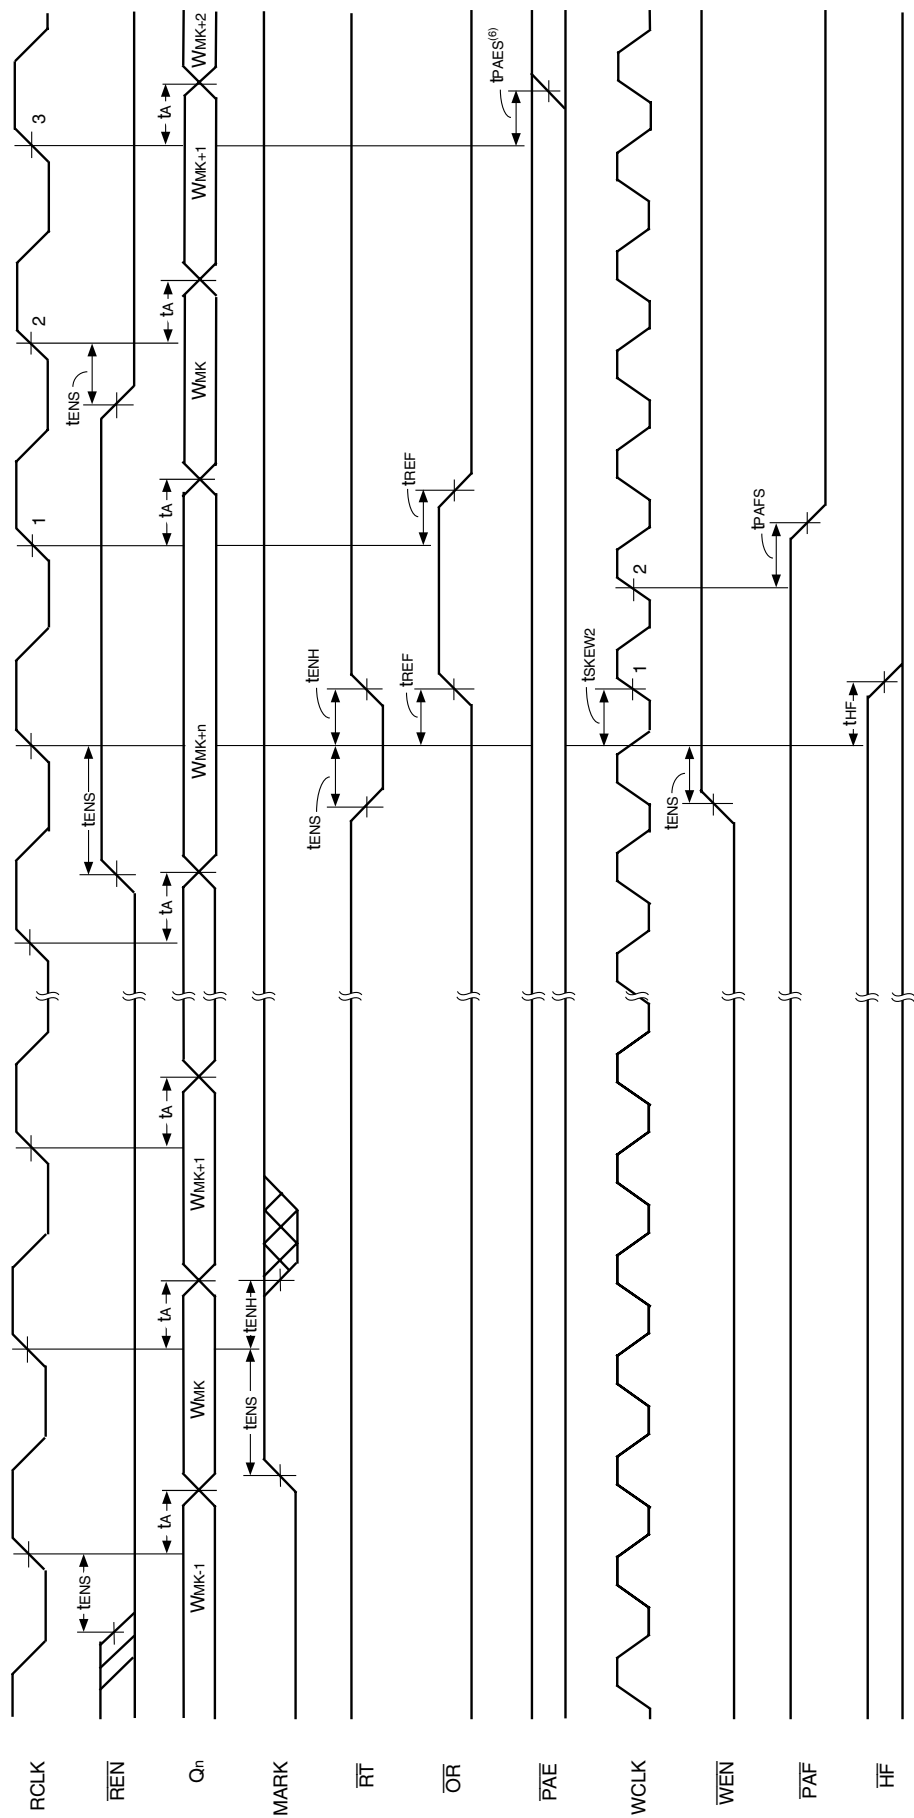 RCLK 1 2 3
REN tENS tENS tENS
tA tA tA tA tA tA tA
Qn WMK-1 WMK WMK+1 WMK+n WMK WMK+1 WMK+2
MARK tENS tENH
RT tENS tENH
OR tREF tREF
PAE tPAES(6)
tSKEW2
WCLK 1 2
WEN tENS
PAF tPAFS
HF tHF